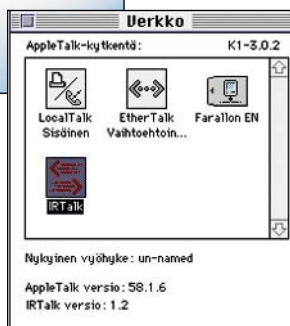 Verkko
AppleTalk-kytkentä: K1-3.0.2
LocalTalk Sisäinen
EtherTalk Vaihtoehtoin...
Farallon EN
IRTalk
Nykyinen vyöhyke: un-named
AppleTalk versio: 58.1.6
IRTalk versio: 1.2